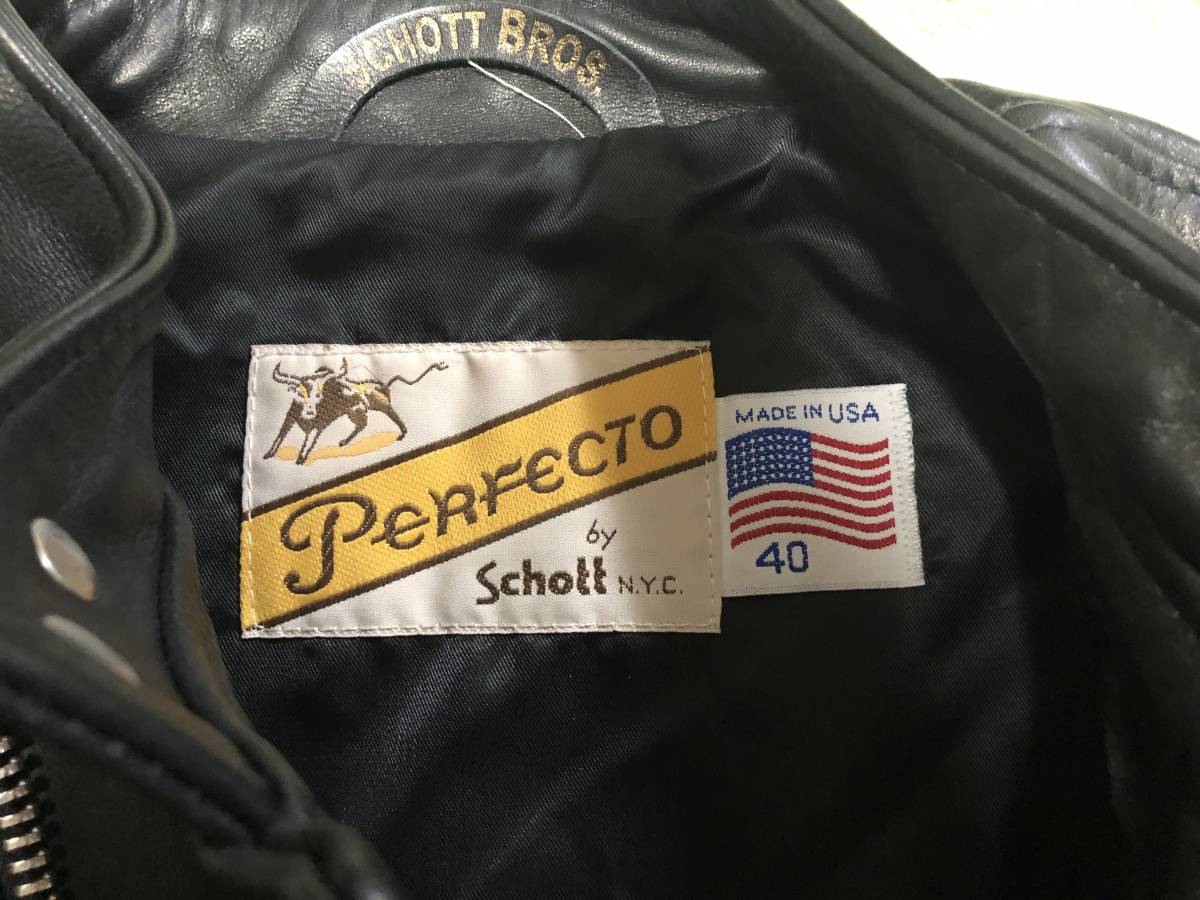 SCHOTT BROS.
PERFECTO
by
Schott N.Y.C.
MADE IN USA
40